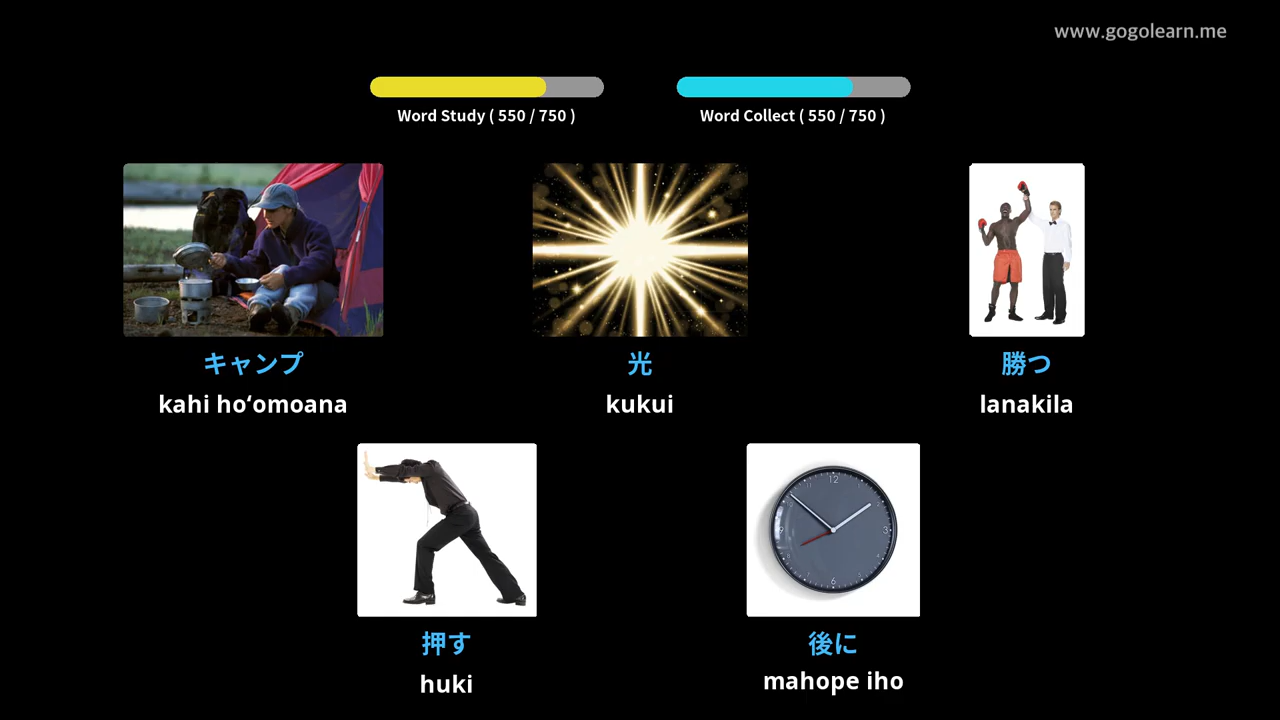 www.gogolearn.me
Word Study ( 550 / 750 )
Word Collect ( 550 / 750 )
キャンプ
kahi hoʻomoana
光
kukui
勝つ
lanakila
押す
huki
後に
mahope iho